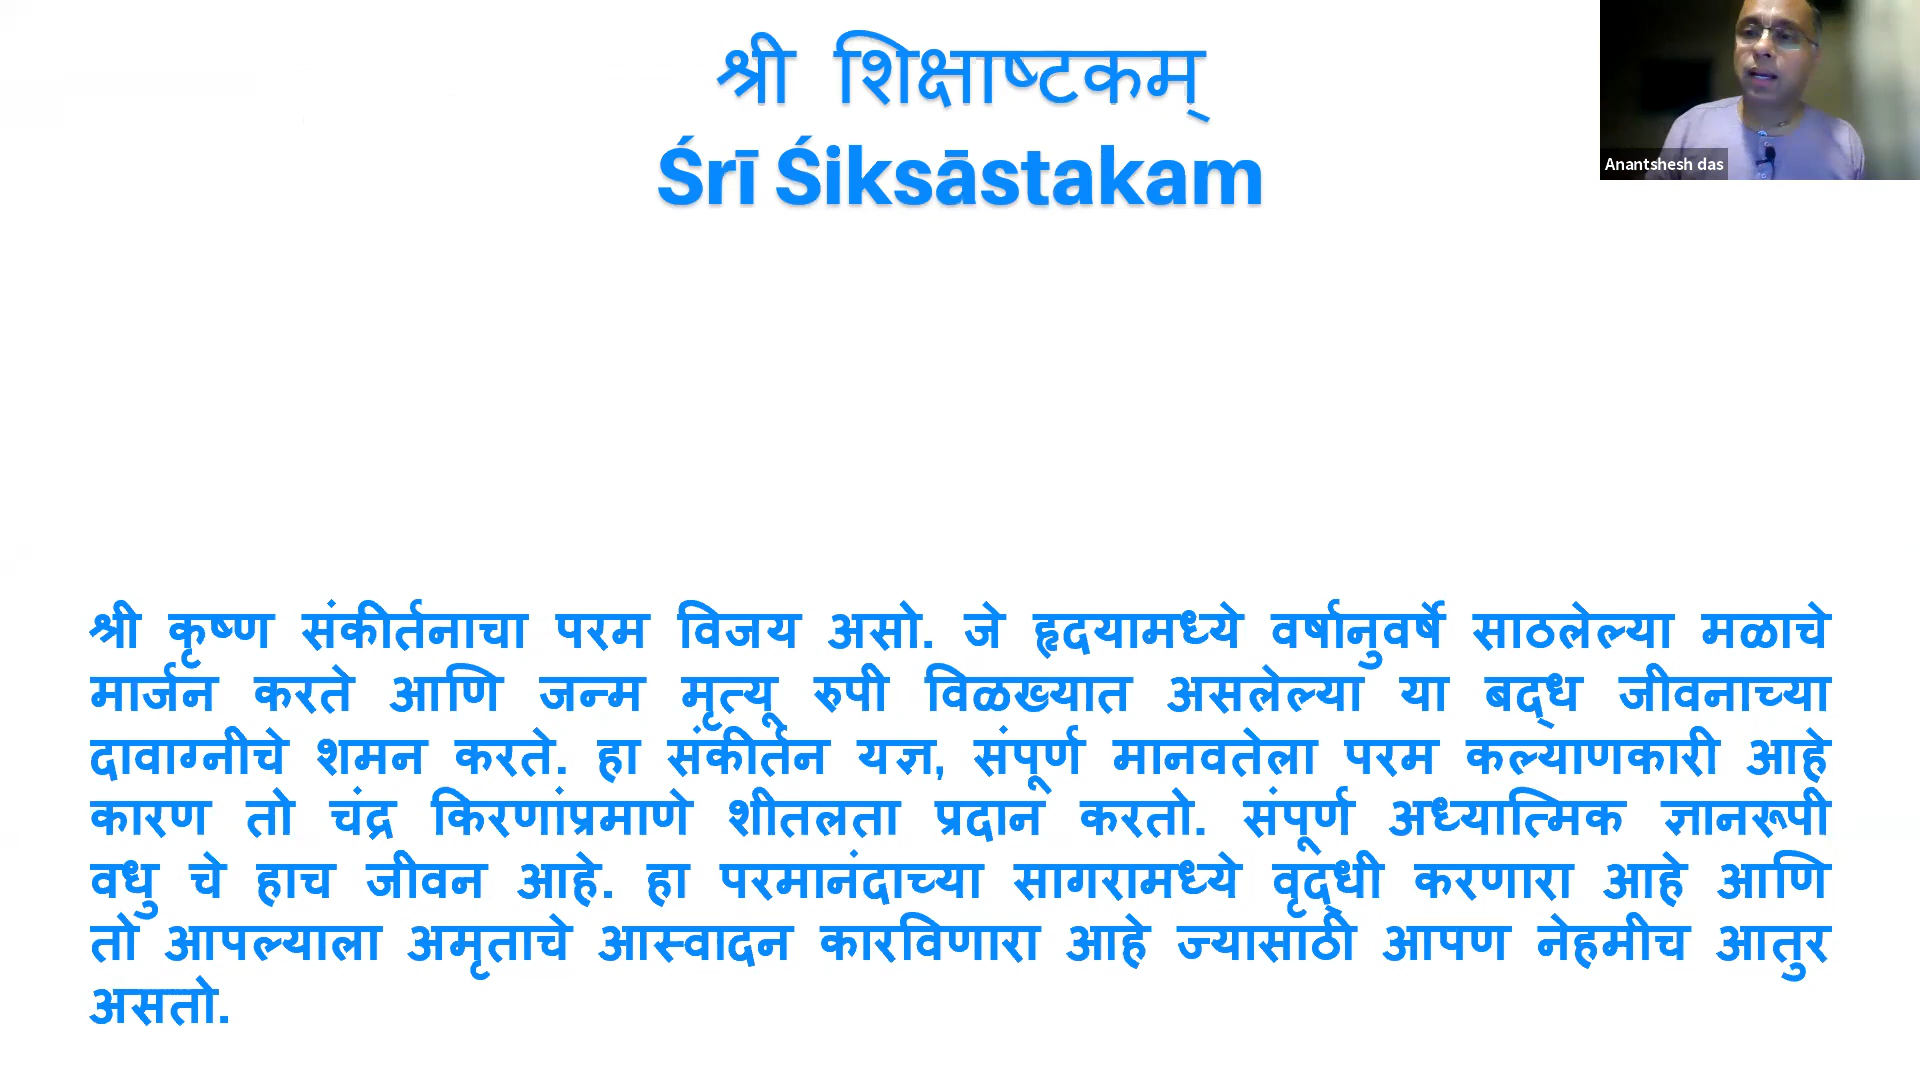 श्री शिक्षाष्टकम्
Śrī Śiksāstakam
Anantshesh das
श्री कृष्ण संकीर्तनाचा परम विजय असो. जे हृदयामध्ये वर्षानुवर्षे साठलेल्या मळाचे
मार्जन करते आणि जन्म मृत्यू रुपी विळख्यात असलेल्या या बद्ध जीवनाच्या
दावाग्नीचे शमन करते. हा संकीर्तन यज्ञ, संपूर्ण मानवतेला परम कल्याणकारी आहे
कारण तो चंद्र किरणांप्रमाणे शीतलता प्रदान करतो. संपूर्ण अध्यात्मिक ज्ञानरूपी
वधु चे हाच जीवन आहे. हा परमानंदाच्या सागरामध्ये वृद्धी करणारा आहे आणि
तो आपल्याला अमृताचे आस्वादन कारविणारा आहे ज्यासाठी आपण नेहमीच आतुर
असतो.